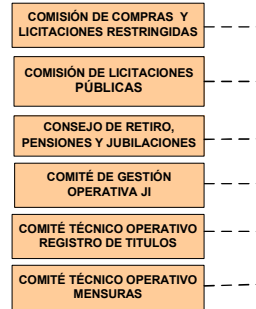 COMISIÓN DE COMPRAS Y
LICITACIONES RESTRINGIDAS
COMISIÓN DE LICITACIONES
PÚBLICAS
CONSEJO DE RETIRO,
PENSIONES Y JUBILACIONES
COMITÉ DE GESTIÓN
OPERATIVA JI
COMITÉ TÉCNICO OPERATIVO
REGISTRO DE TITULOS
COMITÉ TÉCNICO OPERATIVO
MENSURAS